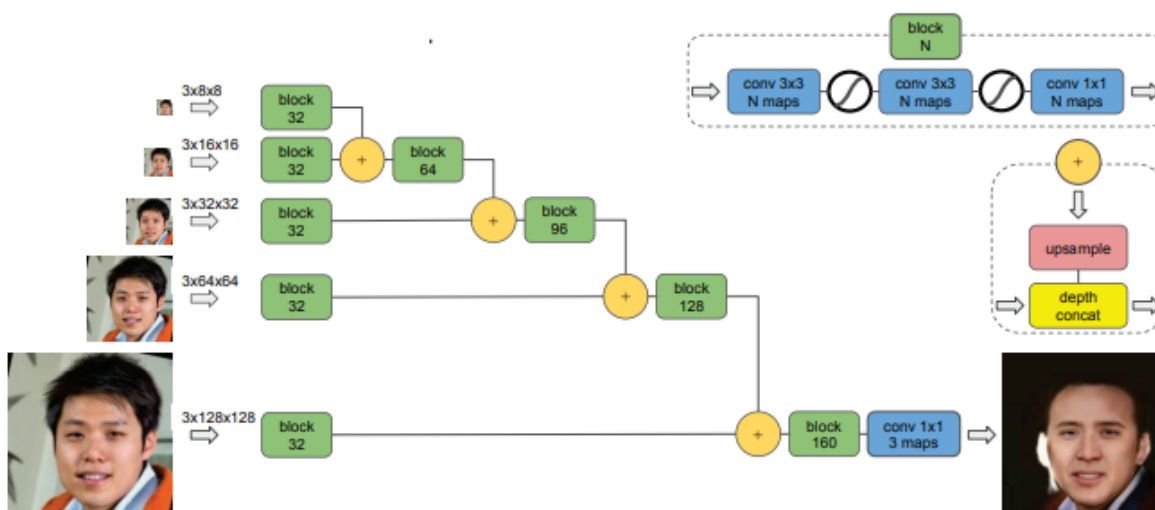 block
N
conv 3x3
N maps
conv 3x3
N maps
conv 1x1
N maps
3x8x8
block
32
3x16x16
block
32
+
block
64
+
3x32x32
block
32
+
block
96
upsample
depth
concat
3x64x64
block
32
+
block
128
3x128x128
block
32
+
block
160
conv 1x1
3 maps